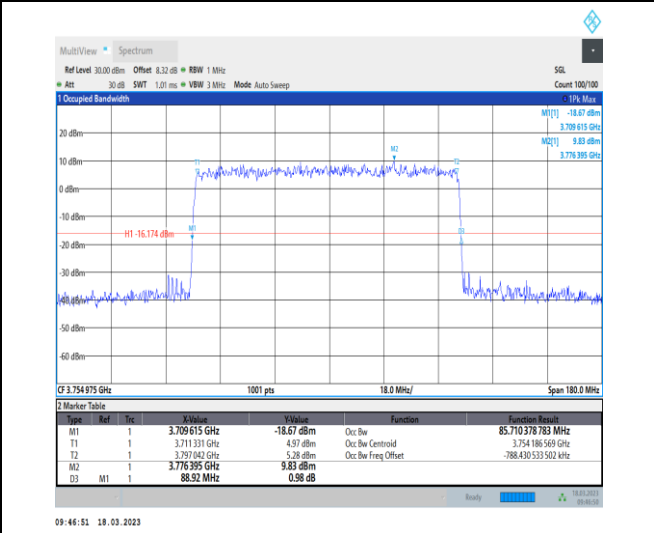 MultiView Spectrum
Ref Level 30.00 dBm Offset 8.32 dB RBW 1 MHz SGL
Att 30 dB SWT 1.01 ms VBW 3 MHz Mode Auto Sweep Count 100/100
1 Occupied Bandwidth 1Pk Max
M1[1] -18.67 dBm
3.709 615 GHz
M2[1] 9.83 dBm
3.776 395 GHz
20 dBm
M2
T1 T2
10 dBm
0 dBm
-10 dBm
M1 D3
H1 -16.174 dBm
-20 dBm
-30 dBm
-40 dBm
-50 dBm
-60 dBm
CF 3.754 975 GHz 1001 pts 18.0 MHz/ Span 180.0 MHz
2 Marker Table
Type Ref Trc X-Value Y-Value Function Function Result
M1 1 3.709 615 GHz -18.67 dBm Occ Bw 85.710 378 783 MHz
T1 1 3.711 331 GHz 4.97 dBm Occ Bw Centroid 3.754 186 569 GHz
T2 1 3.797 042 GHz 5.28 dBm Occ Bw Freq Offset -788.430 533 502 kHz
M2 1 3.776 395 GHz 9.83 dBm
D3 M1 1 88.92 MHz 0.98 dB
Ready 18.03.2023
09:46:50
09:46:51 18.03.2023